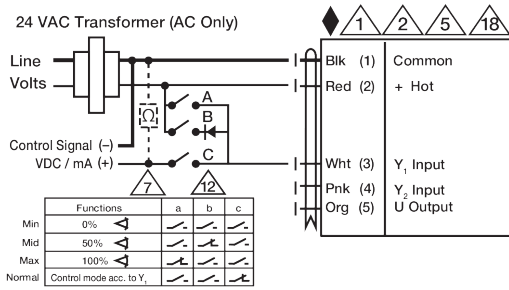 24 VAC Transformer (AC Only)
1 2 5 18
Line
Volts
Blk (1) Common
Red (2) + Hot
A
B
C
Ω
Control Signal (–)
VDC / mA (+)
Wht (3) Y1 Input
Pnk (4) Y2 Input
Org (5) U Output
7 12
Functions a b c
Min 0%
Mid 50%
Max 100%
Normal Control mode acc. to Y1